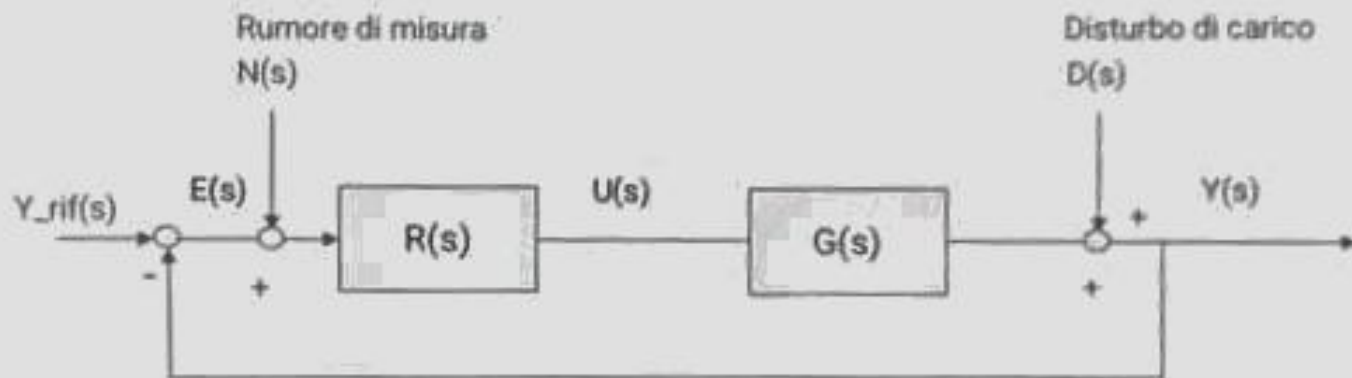 Rumore di misura
N(s)
Disturbo di carico
D(s)
Y_rif(s)
E(s)
R(s)
U(s)
G(s)
Y(s)
+
-
+
+